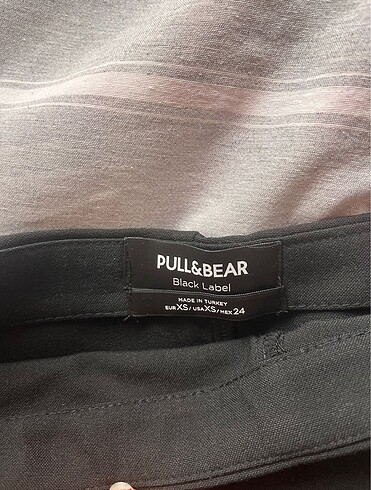 PULL&BEAR
Black Label
MADE IN TURKEY
EUR XS / USA XS / MEX 24